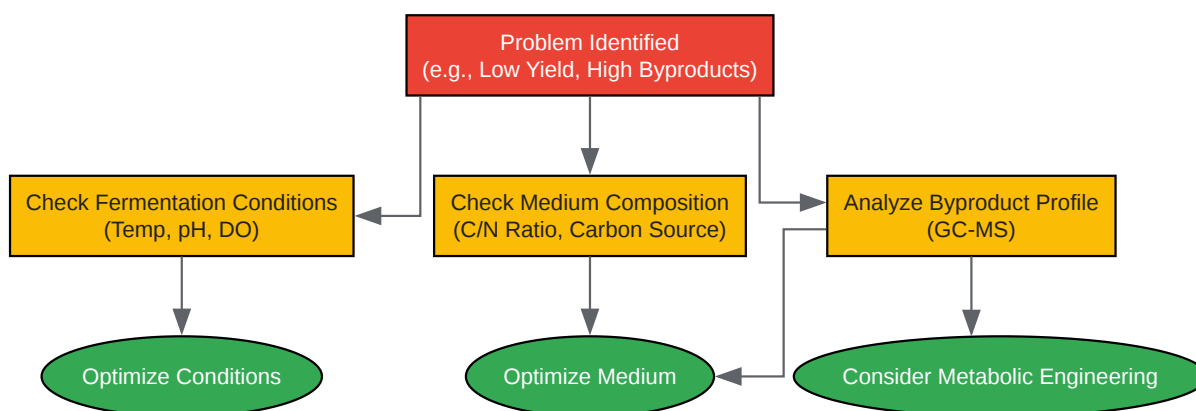 Problem Identified
(e.g., Low Yield, High Byproducts)
Check Fermentation Conditions
(Temp, pH, DO)
Check Medium Composition
(C/N Ratio, Carbon Source)
Analyze Byproduct Profile
(GC-MS)
Optimize Conditions
Optimize Medium
Consider Metabolic Engineering